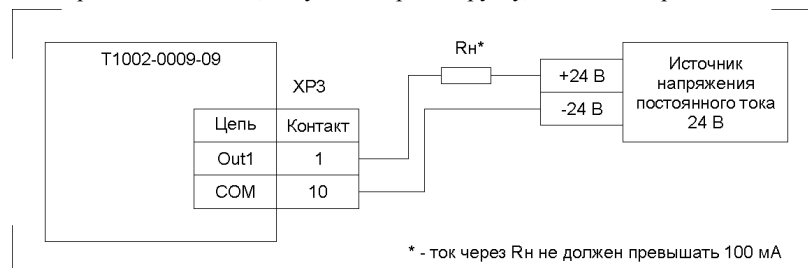 T1002-0009-09
XP3
Цепь Контакт
Out1 1
COM 10
Rн*
+24 В
-24 В
Источник
напряжения
постоянного тока
24 В
* - ток через Rн не должен превышать 100 мА